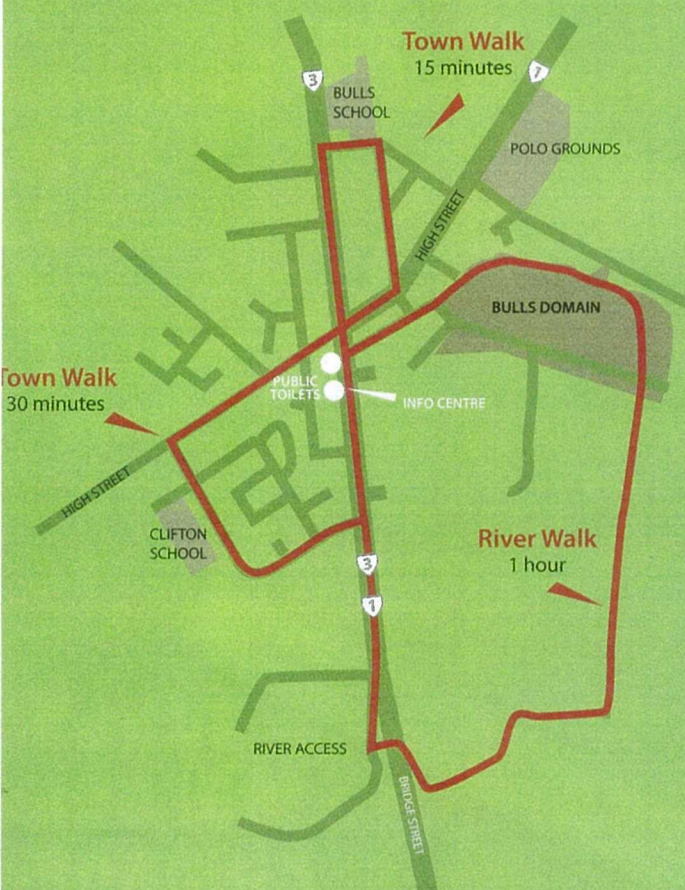 Town Walk
15 minutes
3
1
BULLS
SCHOOL
POLO GROUNDS
HIGH STREET
BULLS DOMAIN
PUBLIC
TOILETS
INFO CENTRE
Town Walk
30 minutes
HIGH STREET
CLIFTON
SCHOOL
River Walk
1 hour
3
1
RIVER ACCESS
BRIDGE STREET